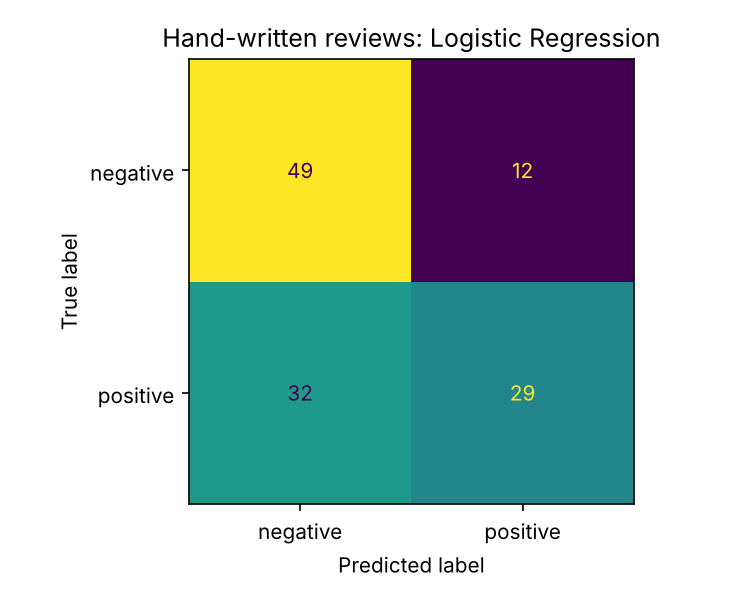 Hand-written reviews: Logistic Regression
negative
49
12
True label
positive
32
29
negative
positive
Predicted label